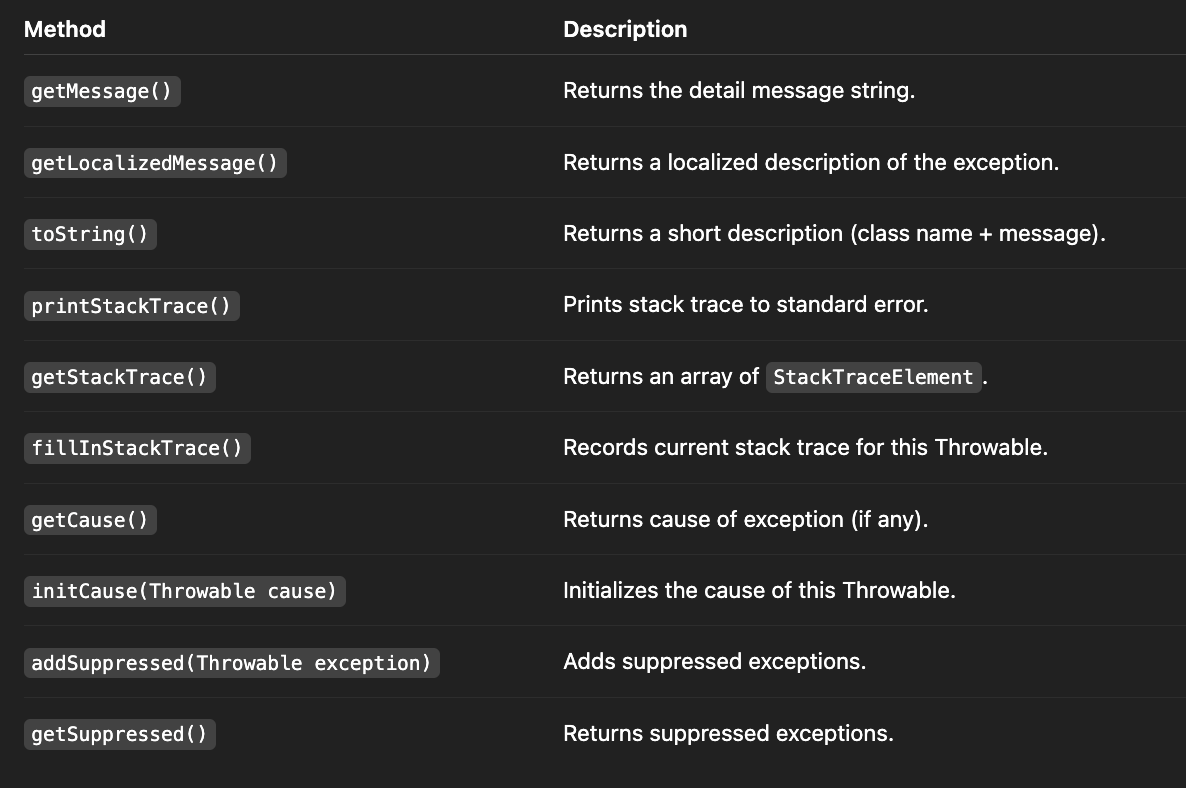 Method Description
getMessage() Returns the detail message string.
getLocalizedMessage() Returns a localized description of the exception.
toString() Returns a short description (class name + message).
printStackTrace() Prints stack trace to standard error.
getStackTrace() Returns an array of StackTraceElement.
fillInStackTrace() Records current stack trace for this Throwable.
getCause() Returns cause of exception (if any).
initCause(Throwable cause) Initializes the cause of this Throwable.
addSuppressed(Throwable exception) Adds suppressed exceptions.
getSuppressed() Returns suppressed exceptions.